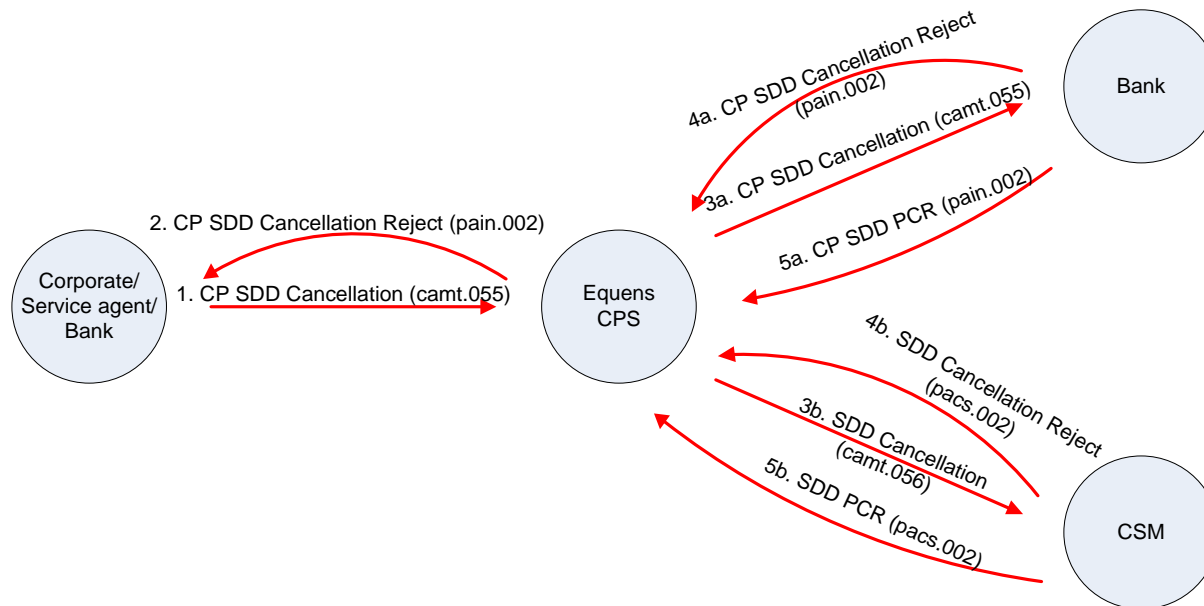 4a. CP SDD Cancellation Reject
(pain.002)
Bank
3a. CP SDD Cancellation (camt.055)
2. CP SDD Cancellation Reject (pain.002)
5a. CP SDD PCR (pain.002)
Corporate/
Service agent/
Bank
1. CP SDD Cancellation (camt.055)
Equens
CPS
4b. SDD Cancellation Reject
(pacs.002)
3b. SDD Cancellation
(camt.056)
5b. SDD PCR (pacs.002)
CSM